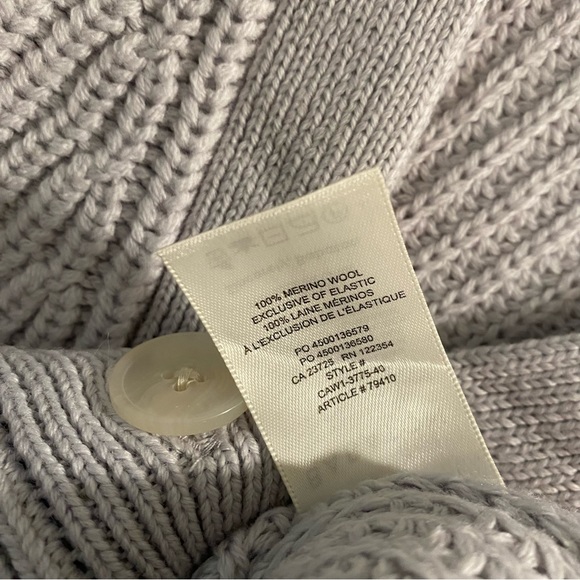 100% MERINO WOOL
EXCLUSIVE OF ELASTIC
100% LAINE MÉRINOS
À L'EXCLUSION DE L'ÉLASTIQUE
PO 4500136579
PO 4500136580
CA 23725 RN 122354
STYLE #
CAW1-3775-40
ARTICLE # 79410